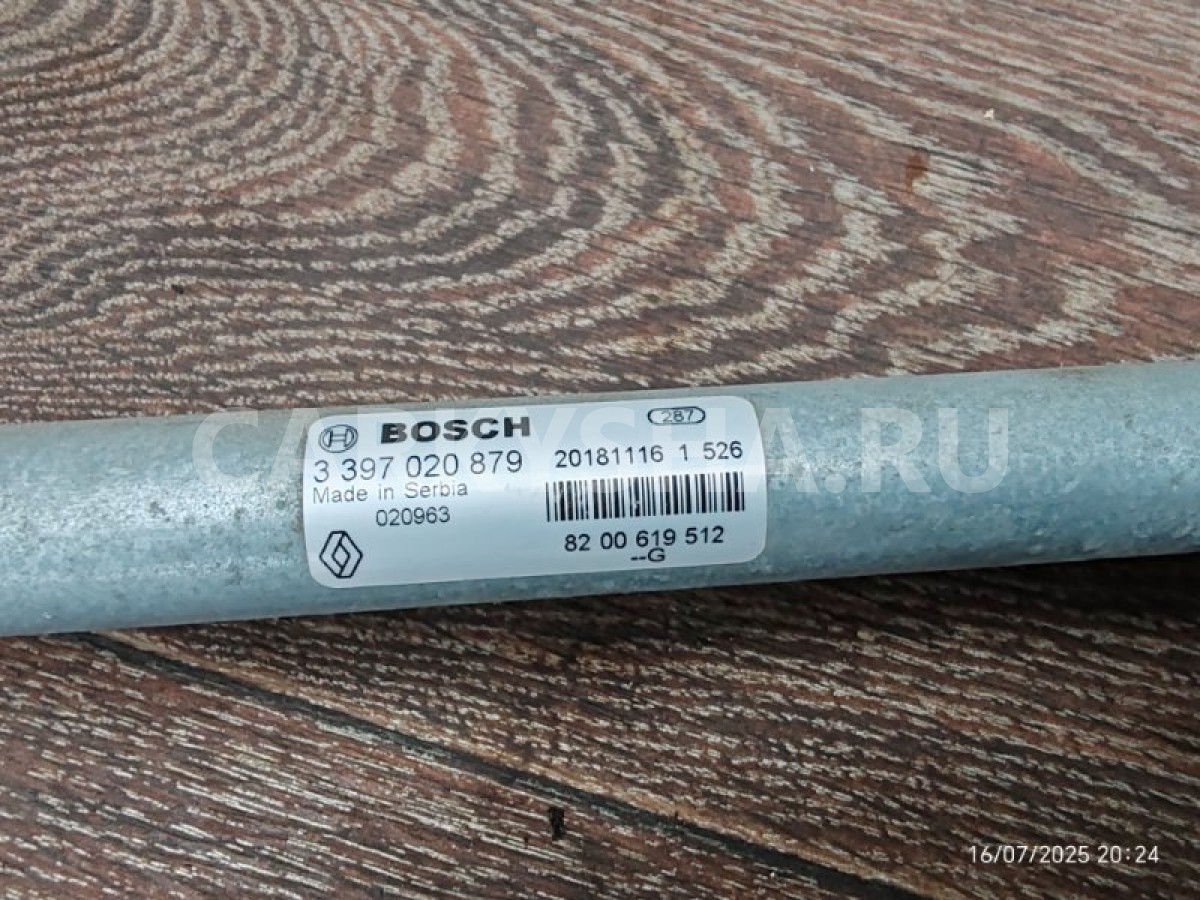 BOSCH
287
3 397 020 879
20181116 1 526
Made in Serbia
020963
82 00 619 512
--G
CARKYSHA.RU
16/07/2025 20:24